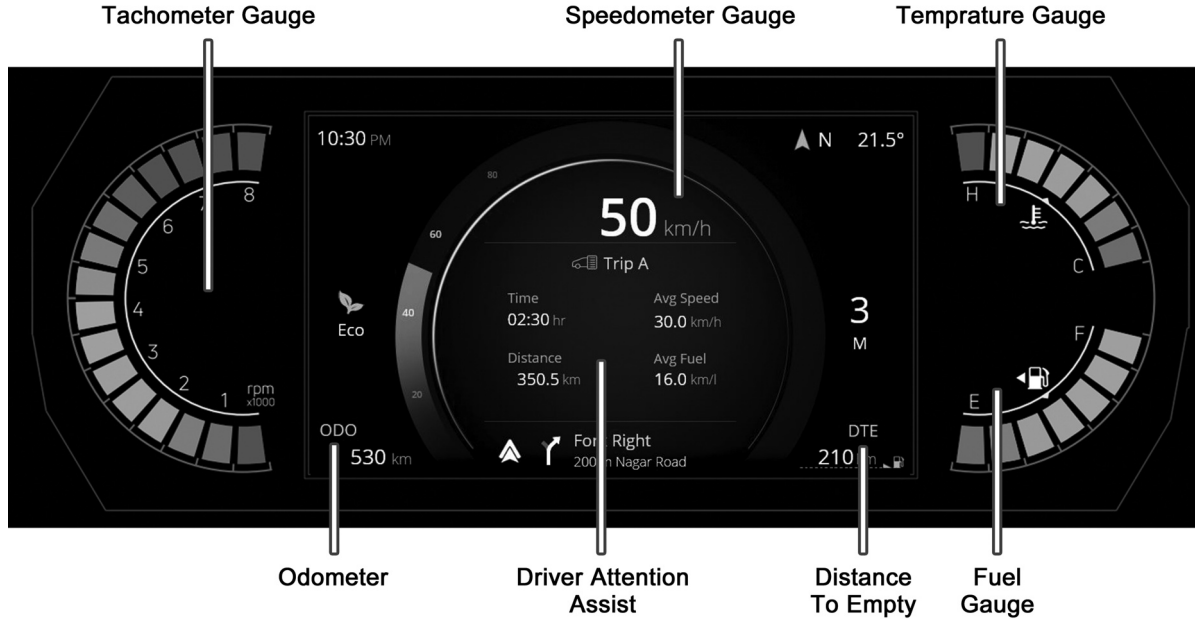 Tachometer Gauge
Speedometer Gauge
Temprature Gauge
10:30 PM
N 21.5°
80
60
40
20
8
6
5
4
3
2
1
rpm
x1000
50 km/h
Trip A
Time
02:30 hr
Avg Speed
30.0 km/h
Distance
350.5 km
Avg Fuel
16.0 km/l
Eco
3
M
H
C
F
E
ODO
530 km
Right
Nagar Road
DTE
210
Odometer
Driver Attention
Assist
Distance
To Empty
Fuel
Gauge